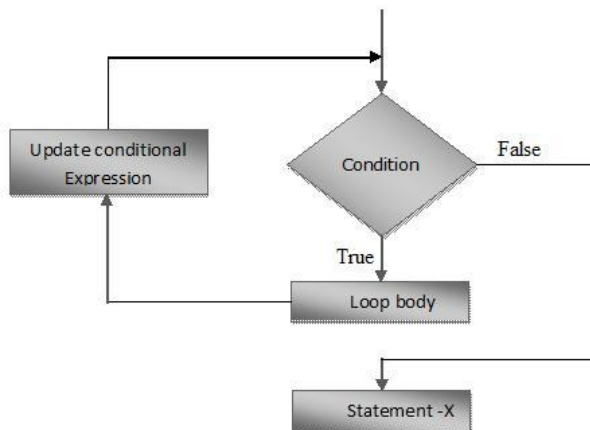 Update conditional
Expression
Condition
False
True
Loop body
Statement -X